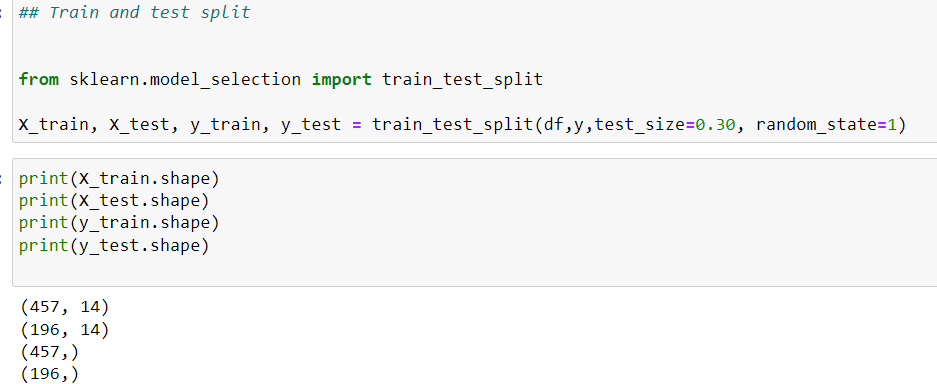 ## Train and test split
from sklearn.model_selection import train_test_split
X_train, X_test, y_train, y_test = train_test_split(df,y,test_size=0.30, random_state=1)
print(X_train.shape)
print(X_test.shape)
print(y_train.shape)
print(y_test.shape)
(457, 14)
(196, 14)
(457,)
(196,)